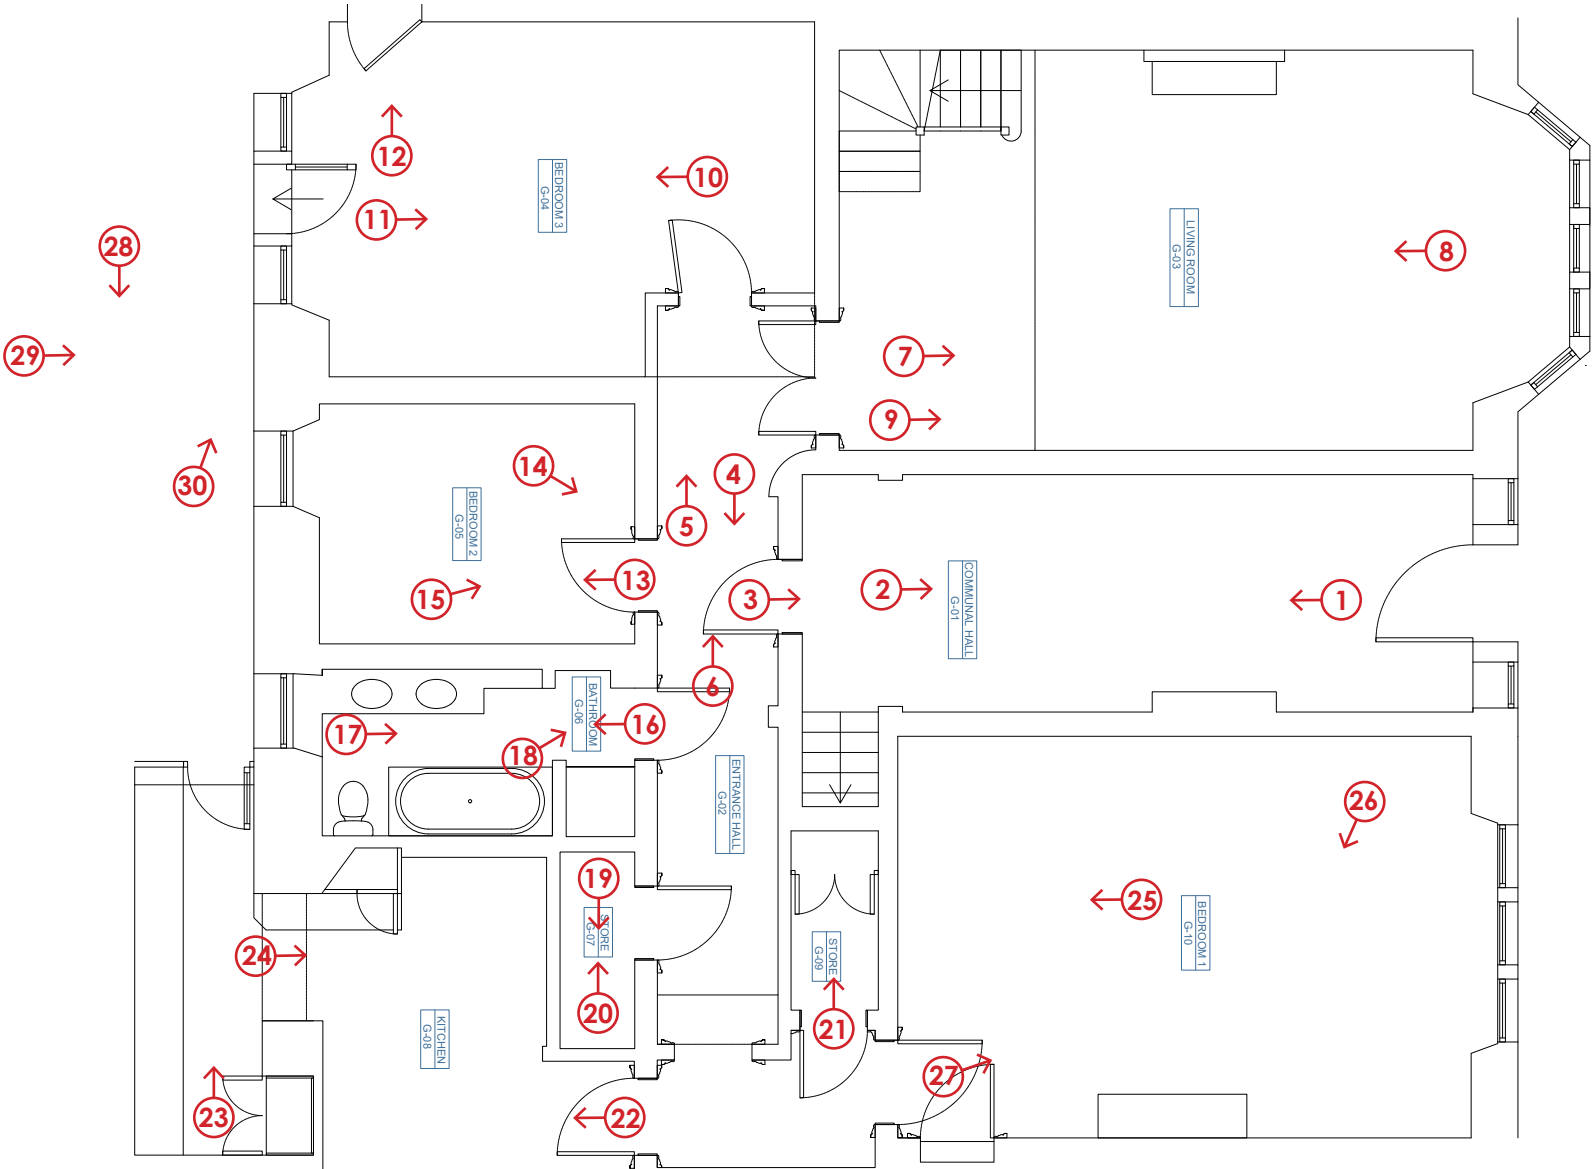 12
10
BEDROOM 3
G-04
11
28
LIVING ROOM
G-03
8
29
7
9
30
14
4
BEDROOM 2
G-05
5
13
15
3
2
COMMUNAL HALL
G-01
1
6
BATHROOM
G-06
16
17
18
ENTRANCE HALL
G-02
26
19
STORE
G-07
25
BEDROOM 1
G-10
24
STORE
G-09
20
21
KITCHEN
G-08
27
23
22